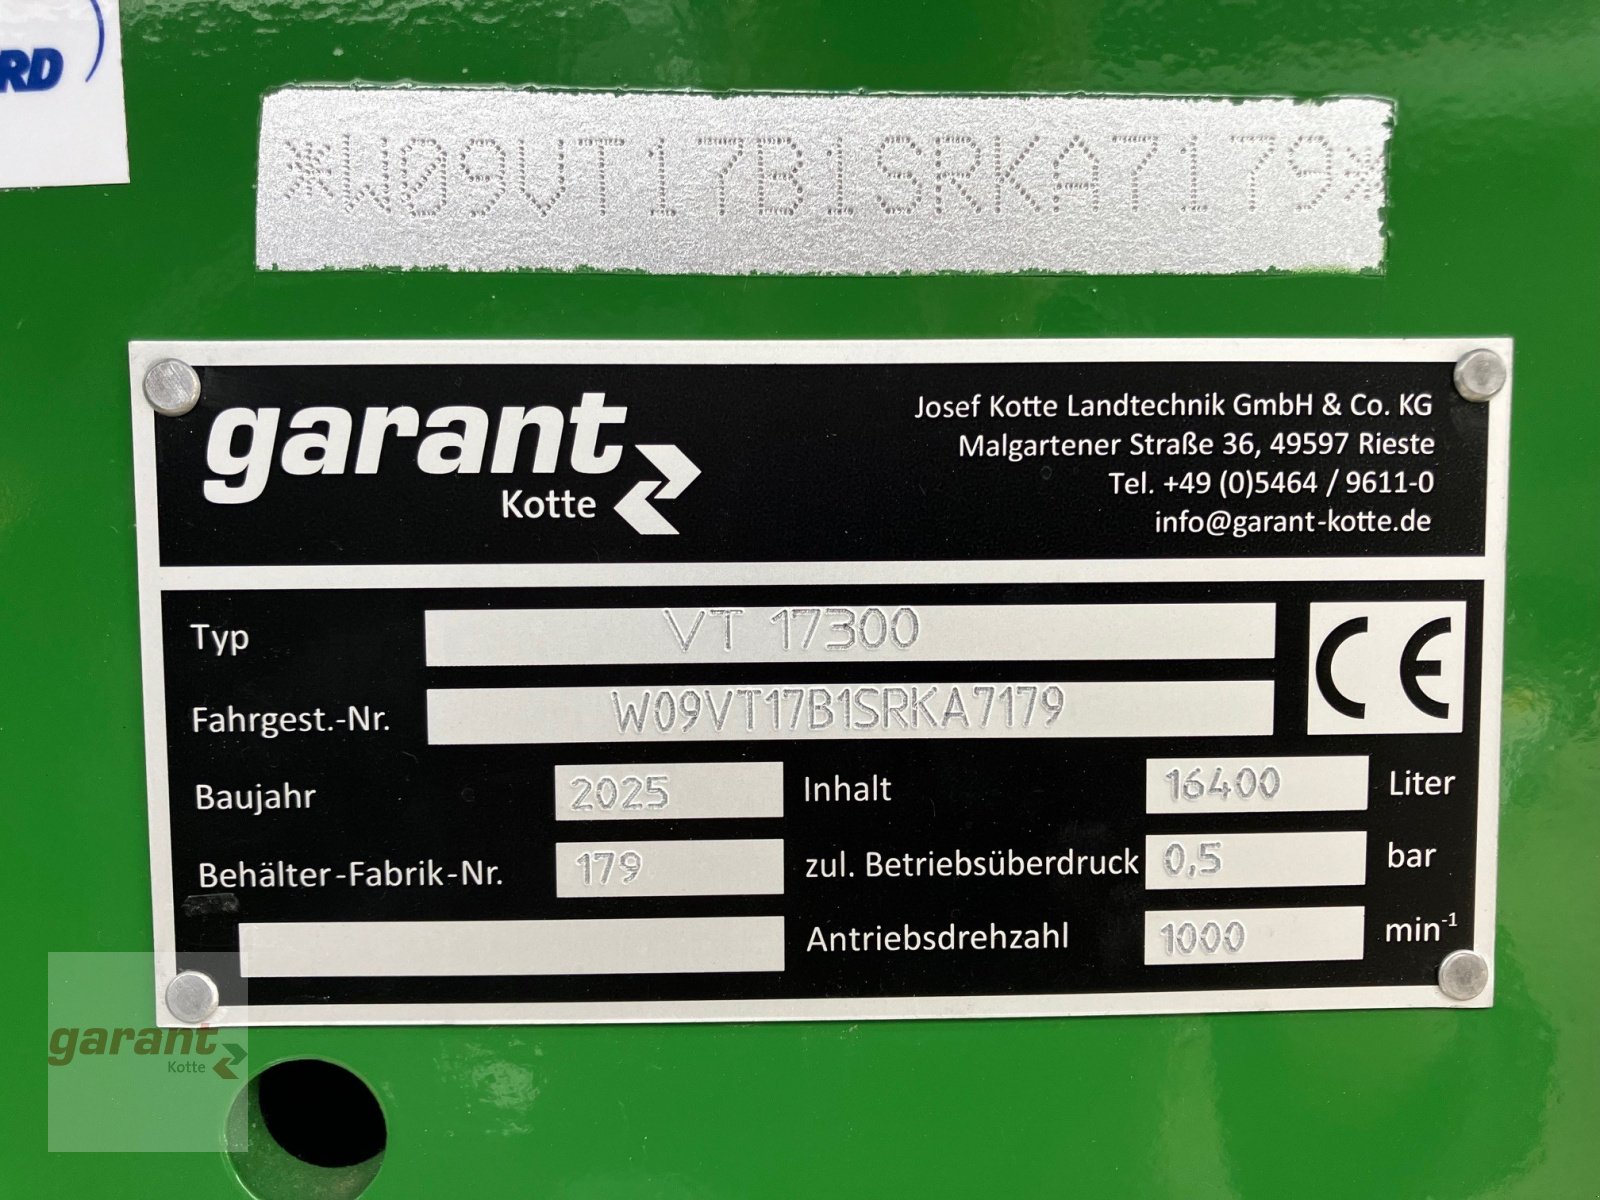 RD
*W09VT17B1SRKA7179*
garant
Kotte
Josef Kotte Landtechnik GmbH & Co. KG
Malgartener Straße 36, 49597 Rieste
Tel. +49 (0)5464 / 9611-0
info@garant-kotte.de
Typ VT 17300
CE
Fahrgest.-Nr. W09VT17B1SRKA7179
Baujahr 2025 Inhalt 16400 Liter
Behälter-Fabrik-Nr. 179 zul. Betriebsüberdruck 0,5 bar
Antriebsdrehzahl 1000 min⁻¹
garant
Kotte